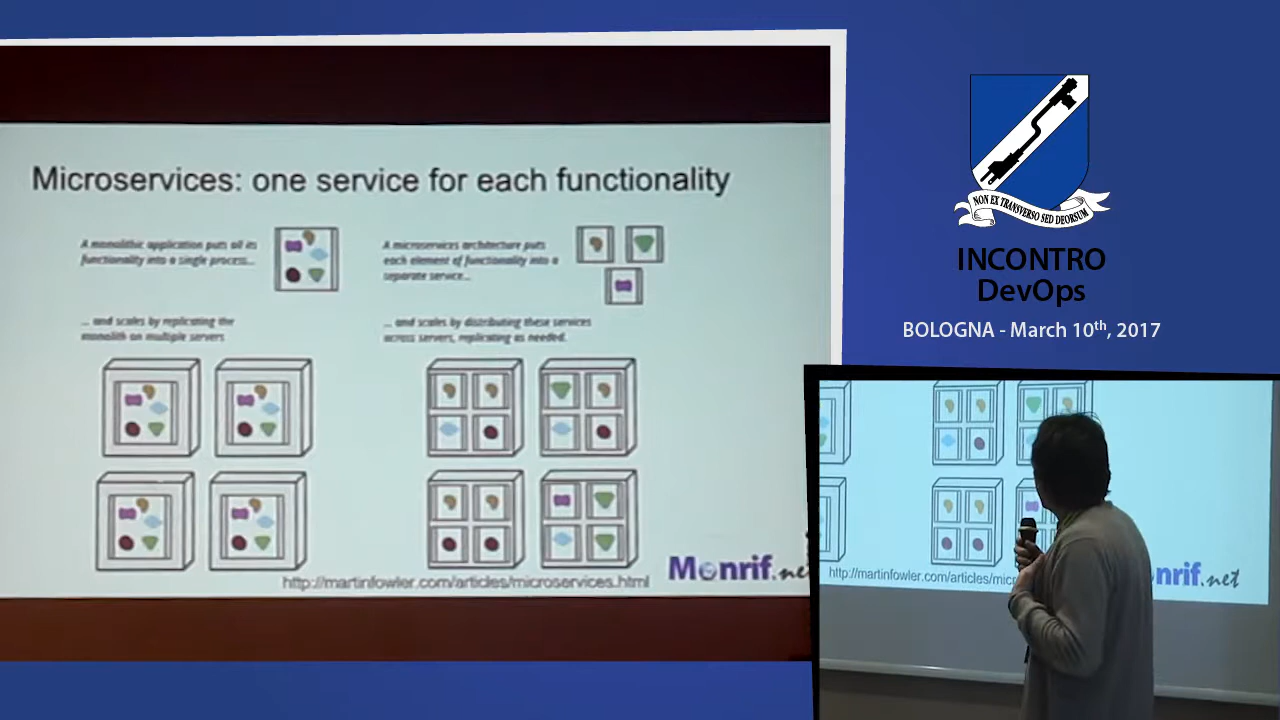 Microservices: one service for each functionality
A monolithic application puts all its
functionality into a single process...
A microservices architecture puts
each element of functionality into a
separate service...
... and scales by replicating the
monolith on multiple servers
... and scales by distributing these services
across servers, replicating as needed.
http://martinfowler.com/articles/microservices.html
Monrif.ne
NON EX TRANSVERSO SED DEORSUM
INCONTRO
DevOps
BOLOGNA - March 10th, 2017
http://martinfowler.com/articles/mic
nrif.net